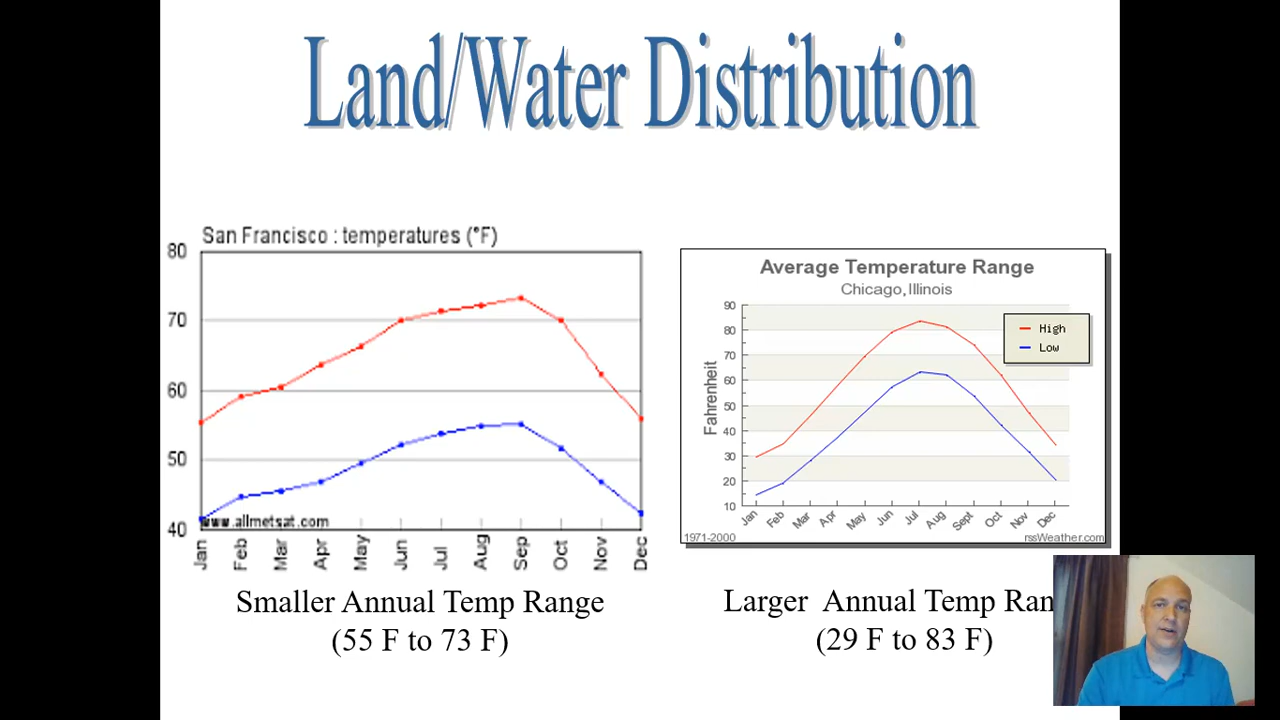 Land/Water Distribution
San Francisco : temperatures (°F)
80
70
60
50
40
www.allmetsat.com
Jan Feb Mar Apr May Jun Jul Aug Sep Oct Nov Dec
Smaller Annual Temp Range
(55 F to 73 F)
Average Temperature Range
Chicago, Illinois
High
Low
Fahrenheit
90
80
70
60
50
40
30
20
10
Jan Feb Mar Apr May Jun Jul Aug Sept Oct Nov Dec
1971-2000 rssWeather.com
Larger Annual Temp Ran
(29 F to 83 F)